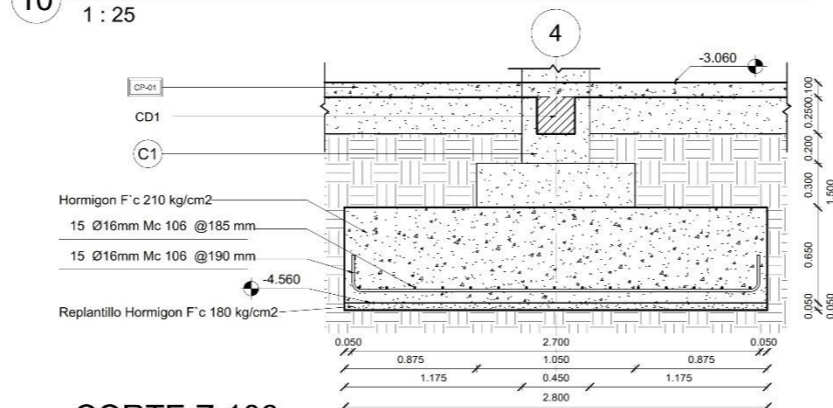 10
1 : 25
4
-3.060
CP-01
CD1
C1
0.100
0.2500
0.200
0.300
1.500
0.650
0.050
0.050
Hormigon F`c 210 kg/cm2
15 Ø16mm Mc 106 @185 mm
15 Ø16mm Mc 106 @190 mm
-4.560
Replantillo Hormigon F`c 180 kg/cm2
0.050 2.700 0.050
0.875 1.050 0.875
1.175 0.450 1.175
2.800